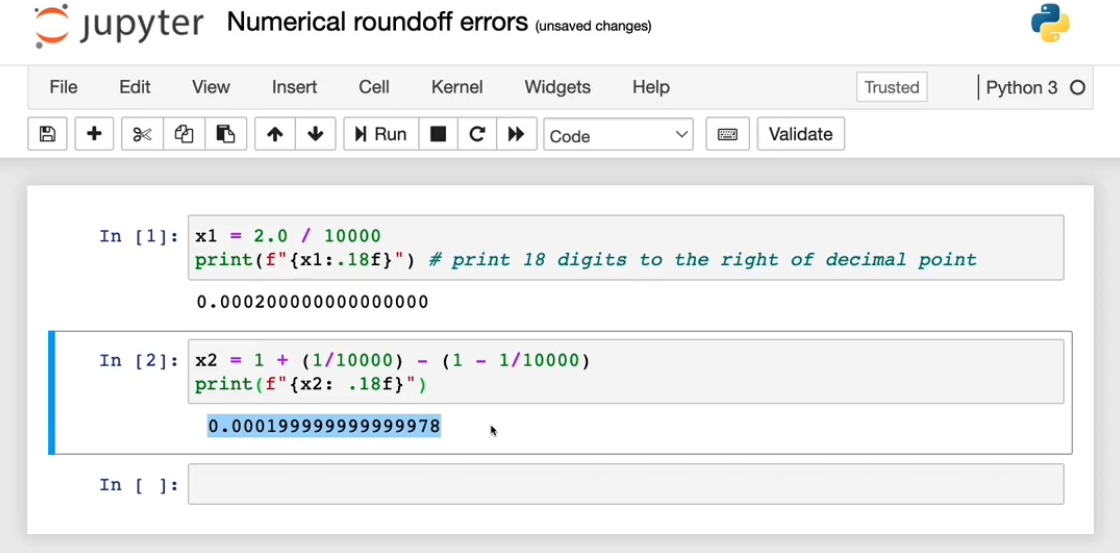 jupyter Numerical roundoff errors (unsaved changes)
File Edit View Insert Cell Kernel Widgets Help Trusted Python 3
Run Code Validate
In [1]: x1 = 2.0 / 10000
print(f"{x1:.18f}") # print 18 digits to the right of decimal point
0.000200000000000000
In [2]: x2 = 1 + (1/10000) - (1 - 1/10000)
print(f"{x2: .18f}")
0.000199999999999978
In [ ]: